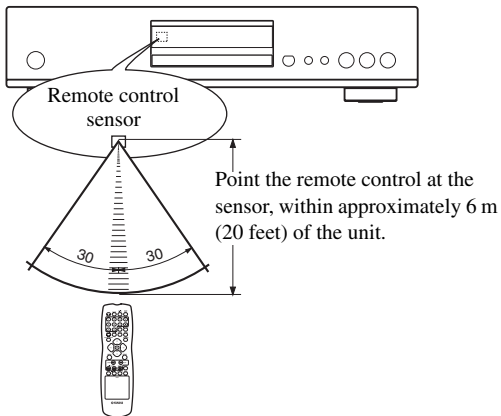 Remote control
sensor
Point the remote control at the
sensor, within approximately 6 m
(20 feet) of the unit.
30
30